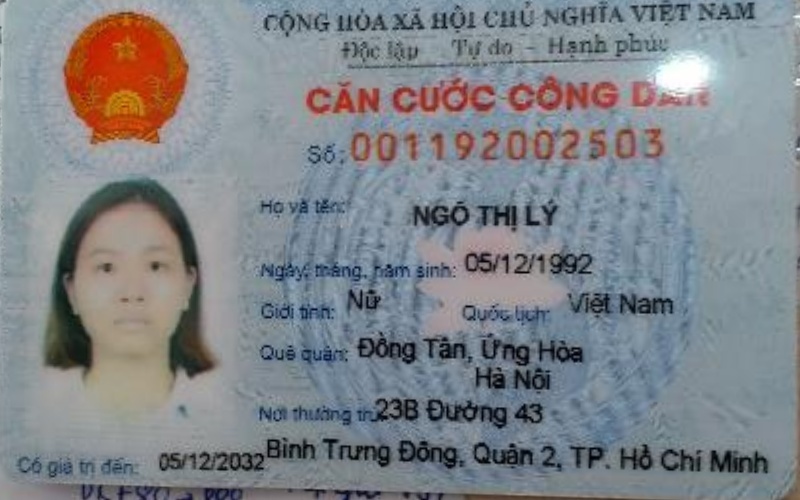 CỘNG HÒA XÃ HỘI CHỦ NGHĨA VIỆT NAM
Độc lập Tự do - Hạnh phúc
CĂN CƯỚC CÔNG DÂN
Số: 001192002503
Họ và tên: NGÔ THỊ LÝ
Ngày, tháng, năm sinh: 05/12/1992
Giới tính: Nữ Quốc tịch: Việt Nam
Quê quán: Đồng Tân, Ứng Hòa
Hà Nội
Nơi thường trú: 23B Đường 43
Bình Trưng Đông, Quận 2, TP. Hồ Chí Minh
Có giá trị đến: 05/12/2032